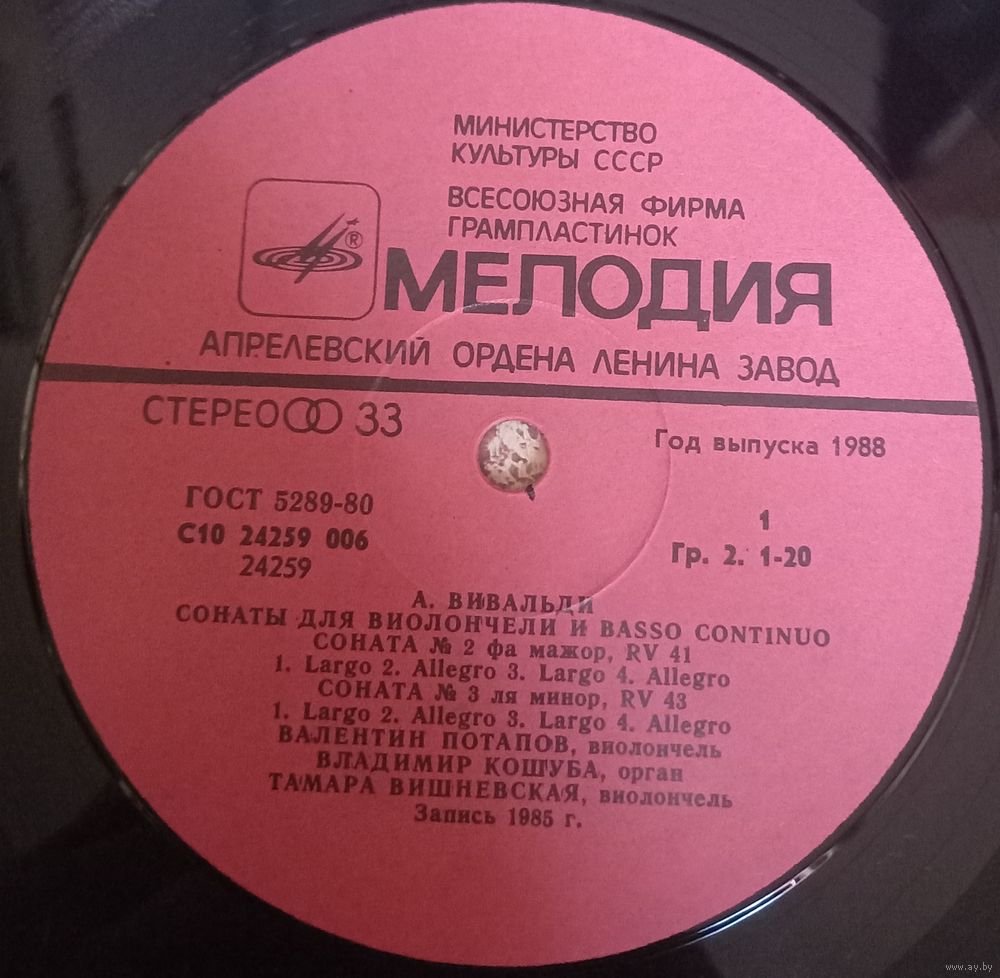 МИНИСТЕРСТВО
КУЛЬТУРЫ СССР
ВСЕСОЮЗНАЯ ФИРМА
ГРАМПЛАСТИНОК
®
МЕЛОДИЯ
АПРЕЛЕВСКИЙ ОРДЕНА ЛЕНИНА ЗАВОД
СТЕРЕО 33
Год выпуска 1988
ГОСТ 5289-80
С10 24259 006
24259
1
Гр. 2. 1-20
А. ВИВАЛЬДИ
СОНАТЫ ДЛЯ ВИОЛОНЧЕЛИ И BASSO CONTINUO
СОНАТА № 2 фа мажор, RV 41
1. Largo 2. Allegro 3. Largo 4. Allegro
СОНАТА № 3 ля минор, RV 43
1. Largo 2. Allegro 3. Largo 4. Allegro
ВАЛЕНТИН ПОТАПОВ, виолончель
ВЛАДИМИР КОШУБА, орган
ТАМАРА ВИШНЕВСКАЯ, виолончель
Запись 1985 г.
www.ay.by